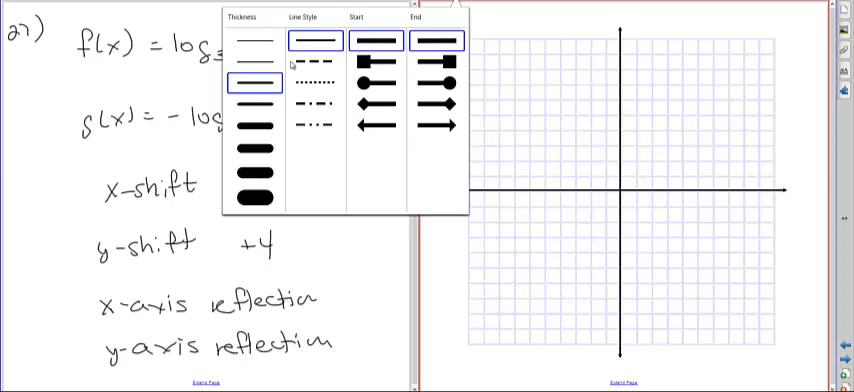 27)
f(x) = log
Thickness Line Style Start End
g(x) = - log
x-shift
y-shift +4
x-axis reflection
y-axis reflection
Extend Page
Extend Page